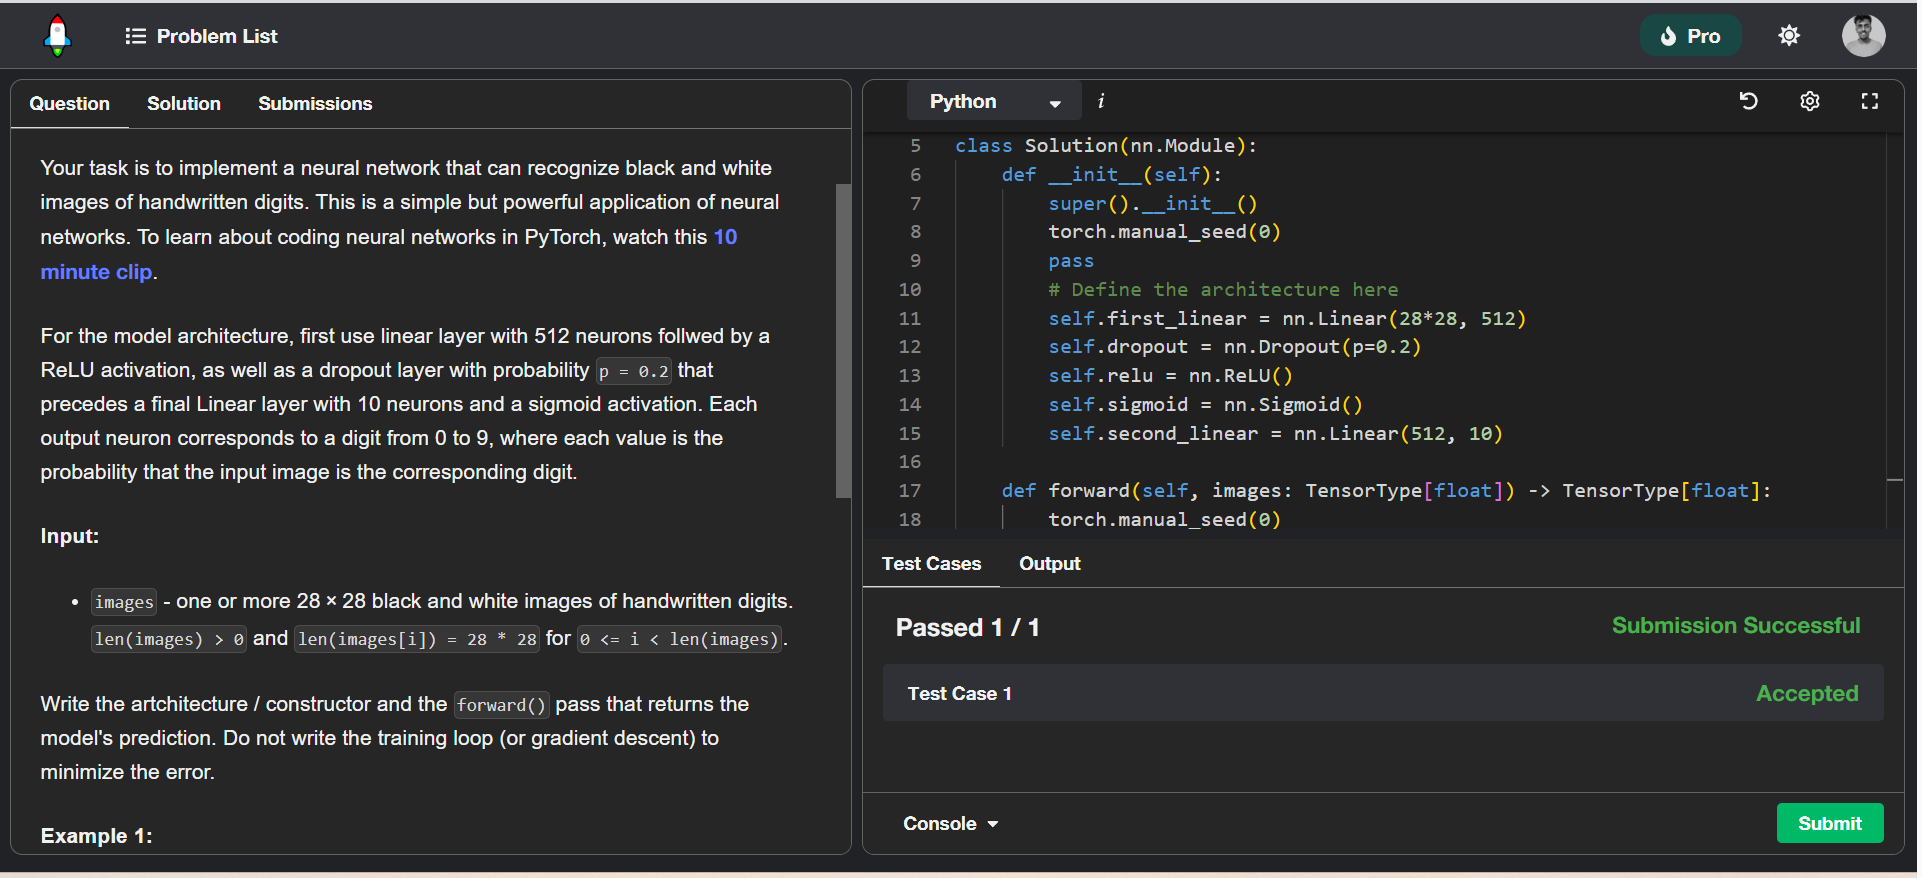 Problem List
Pro
Question Solution Submissions
Your task is to implement a neural network that can recognize black and white
images of handwritten digits. This is a simple but powerful application of neural
networks. To learn about coding neural networks in PyTorch, watch this 10
minute clip.
For the model architecture, first use linear layer with 512 neurons follwed by a
ReLU activation, as well as a dropout layer with probability p = 0.2 that
precedes a final Linear layer with 10 neurons and a sigmoid activation. Each
output neuron corresponds to a digit from 0 to 9, where each value is the
probability that the input image is the corresponding digit.
Input:
• images - one or more 28 × 28 black and white images of handwritten digits.
len(images) > 0 and len(images[i]) = 28 * 28 for 0 <= i < len(images).
Write the artchitecture / constructor and the forward() pass that returns the
model's prediction. Do not write the training loop (or gradient descent) to
minimize the error.
Example 1:
Python i
5 class Solution(nn.Module):
6 def __init__(self):
7 super().__init__()
8 torch.manual_seed(0)
9 pass
10 # Define the architecture here
11 self.first_linear = nn.Linear(28*28, 512)
12 self.dropout = nn.Dropout(p=0.2)
13 self.relu = nn.ReLU()
14 self.sigmoid = nn.Sigmoid()
15 self.second_linear = nn.Linear(512, 10)
16
17 def forward(self, images: TensorType[float]) -> TensorType[float]:
18 torch.manual_seed(0)
Test Cases Output
Passed 1 / 1 Submission Successful
Test Case 1 Accepted
Console Submit